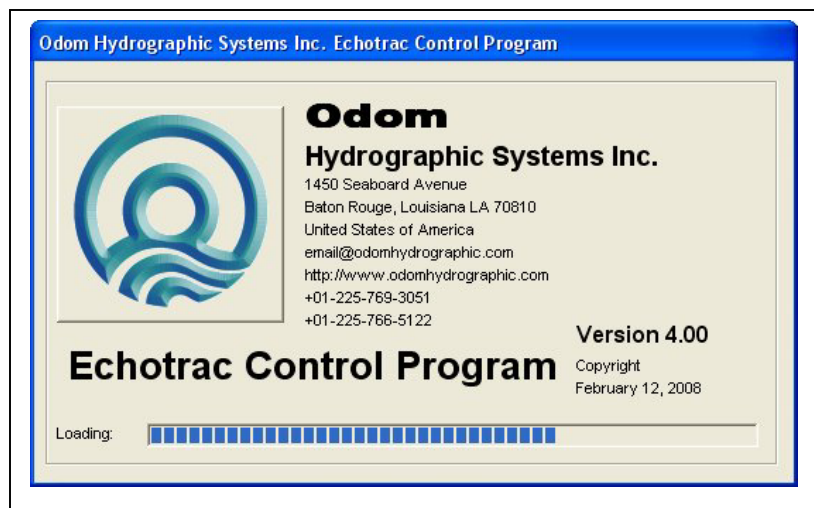 Odom Hydrographic Systems Inc. Echotrac Control Program
Odom
Hydrographic Systems Inc.
1450 Seaboard Avenue
Baton Rouge, Louisiana LA 70810
United States of America
email@odomhydrographic.com
http://www.odomhydrographic.com
+01-225-769-3051
+01-225-766-5122
Version 4.00
Echotrac Control Program
Copyright
February 12, 2008
Loading: